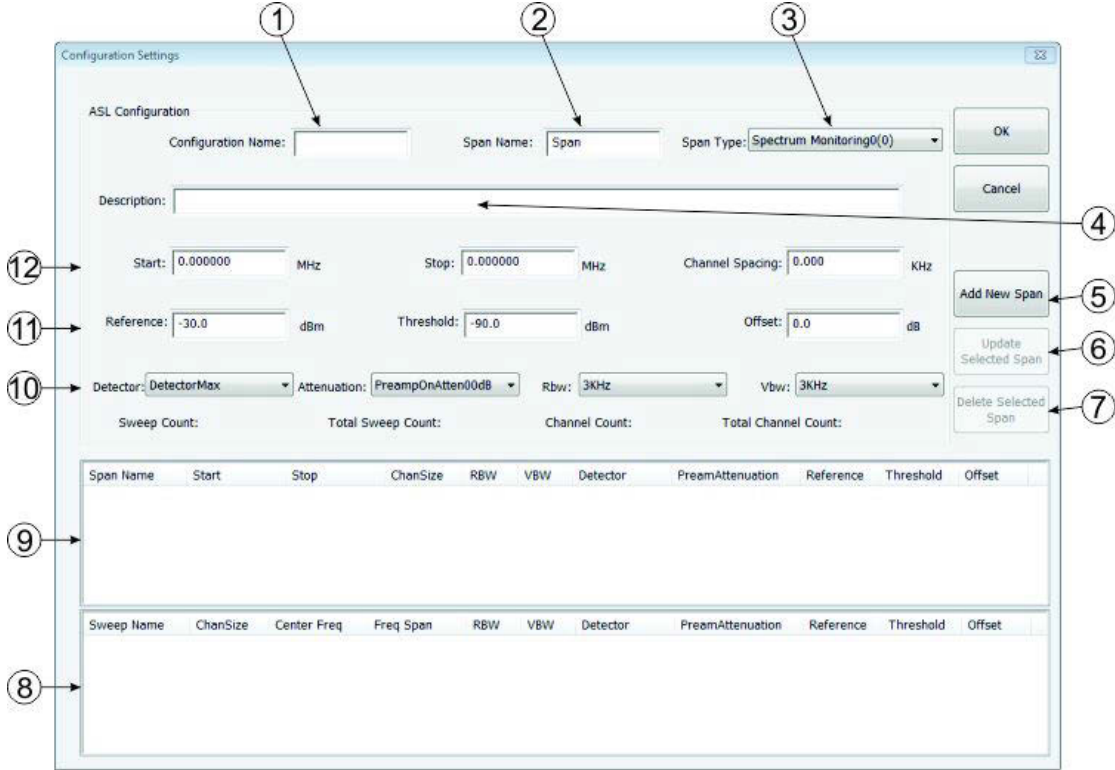 1 2 3
Configuration Settings
ASL Configuration
OK
Configuration Name: Span Name: Span Span Type: Spectrum Monitoring0(0)
Cancel
Description:
4
12 Start: 0.000000 MHz Stop: 0.000000 MHz Channel Spacing: 0.000 KHz
Add New Span 5
11 Reference: -30.0 dBm Threshold: -90.0 dBm Offset: 0.0 dB
Update
Selected Span 6
10 Detector: DetectorMax Attenuation: PreampOnAtten00dB Rbw: 3KHz Vbw: 3KHz
Delete Selected
Span 7
Sweep Count: Total Sweep Count: Channel Count: Total Channel Count:
Span Name Start Stop ChanSize RBW VBW Detector PreamAttenuation Reference Threshold Offset
9
Sweep Name ChanSize Center Freq Freq Span RBW VBW Detector PreamAttenuation Reference Threshold Offset
8